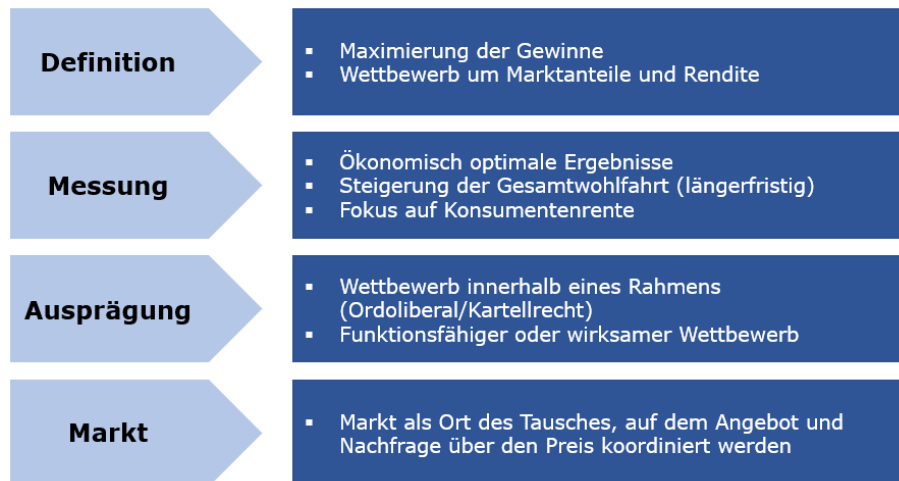 Definition
▪ Maximierung der Gewinne
▪ Wettbewerb um Marktanteile und Rendite
Messung
▪ Ökonomisch optimale Ergebnisse
▪ Steigerung der Gesamtwohlfahrt (längerfristig)
▪ Fokus auf Konsumentenrente
Ausprägung
▪ Wettbewerb innerhalb eines Rahmens
(Ordoliberal/Kartellrecht)
▪ Funktionsfähiger oder wirksamer Wettbewerb
Markt
▪ Markt als Ort des Tausches, auf dem Angebot und
Nachfrage über den Preis koordiniert werden